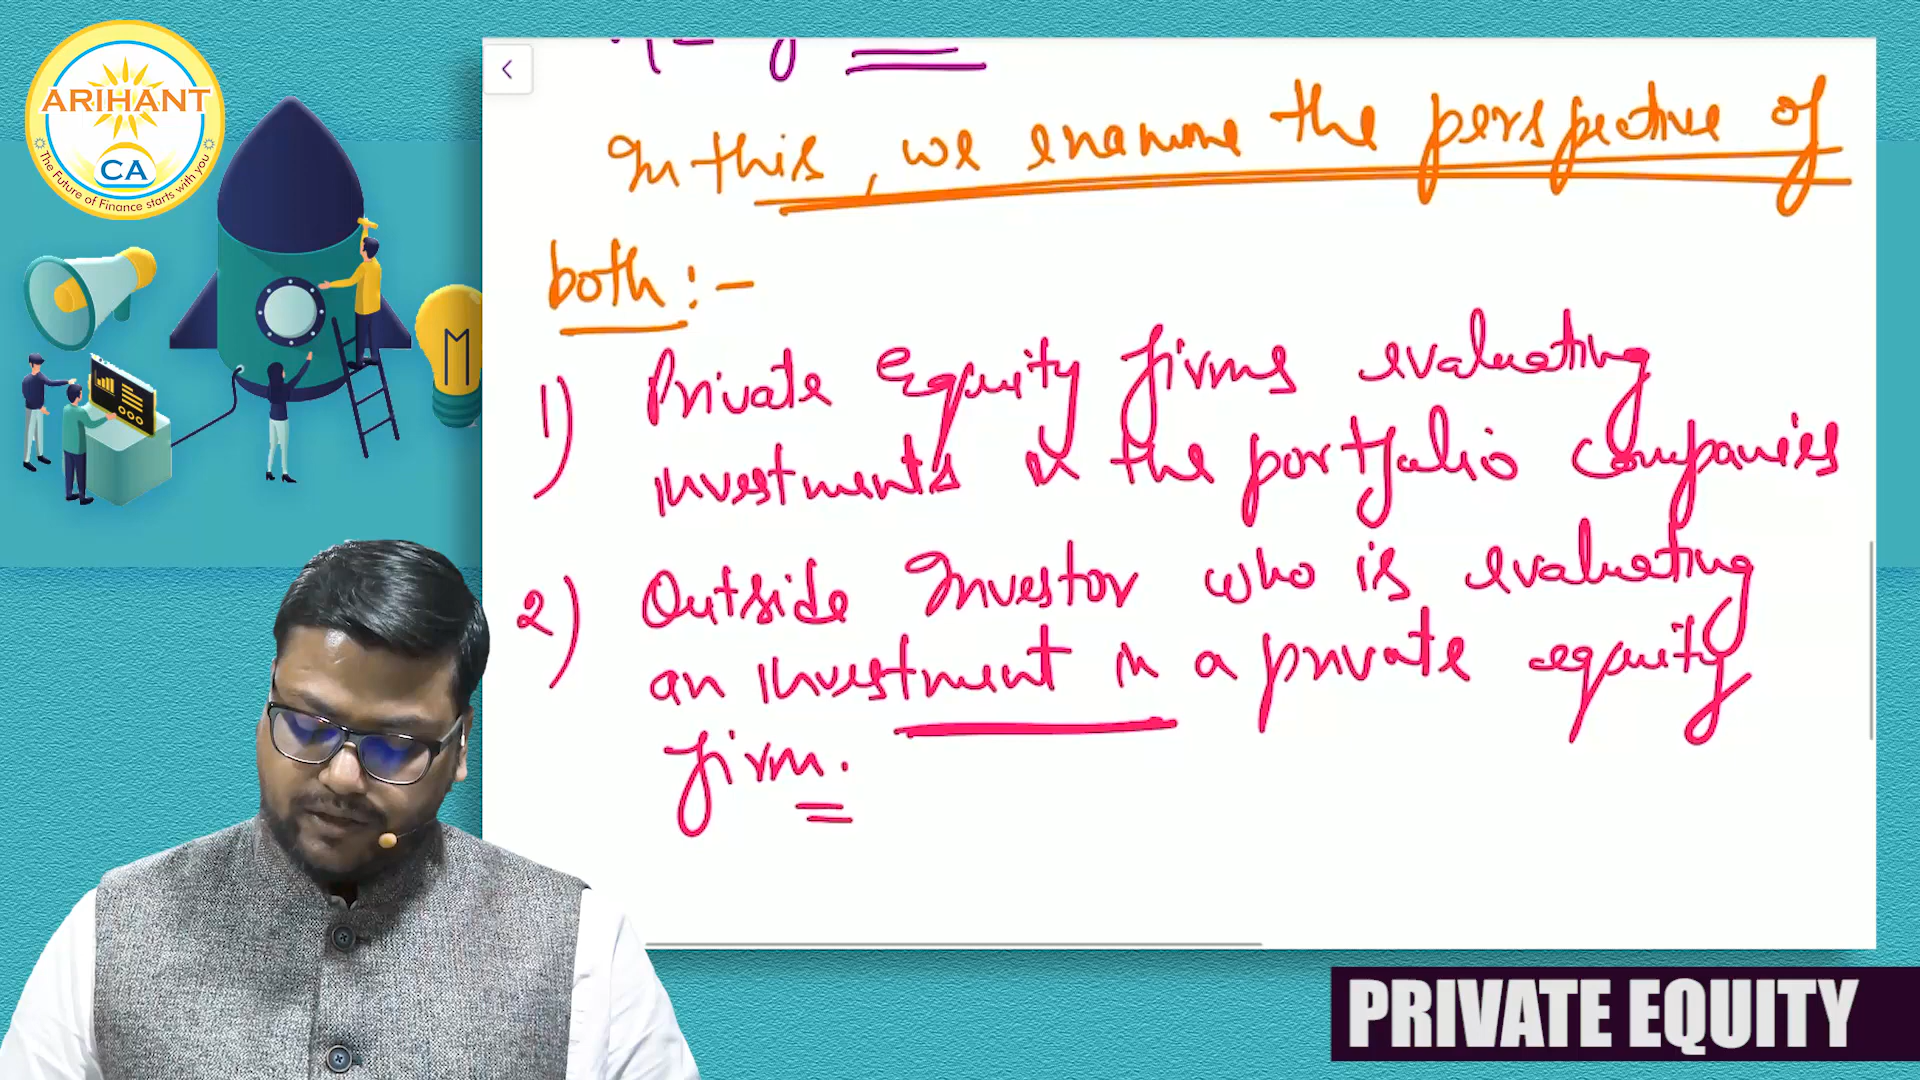 ARIHANT
CA
The Future of Finance starts with you
In this, we examine the perspective of
both :-
1) Private Equity firms evaluating
investments in the portfolio companies
2) Outside Investor who is evaluating
an investment in a private equity
firm.
PRIVATE EQUITY